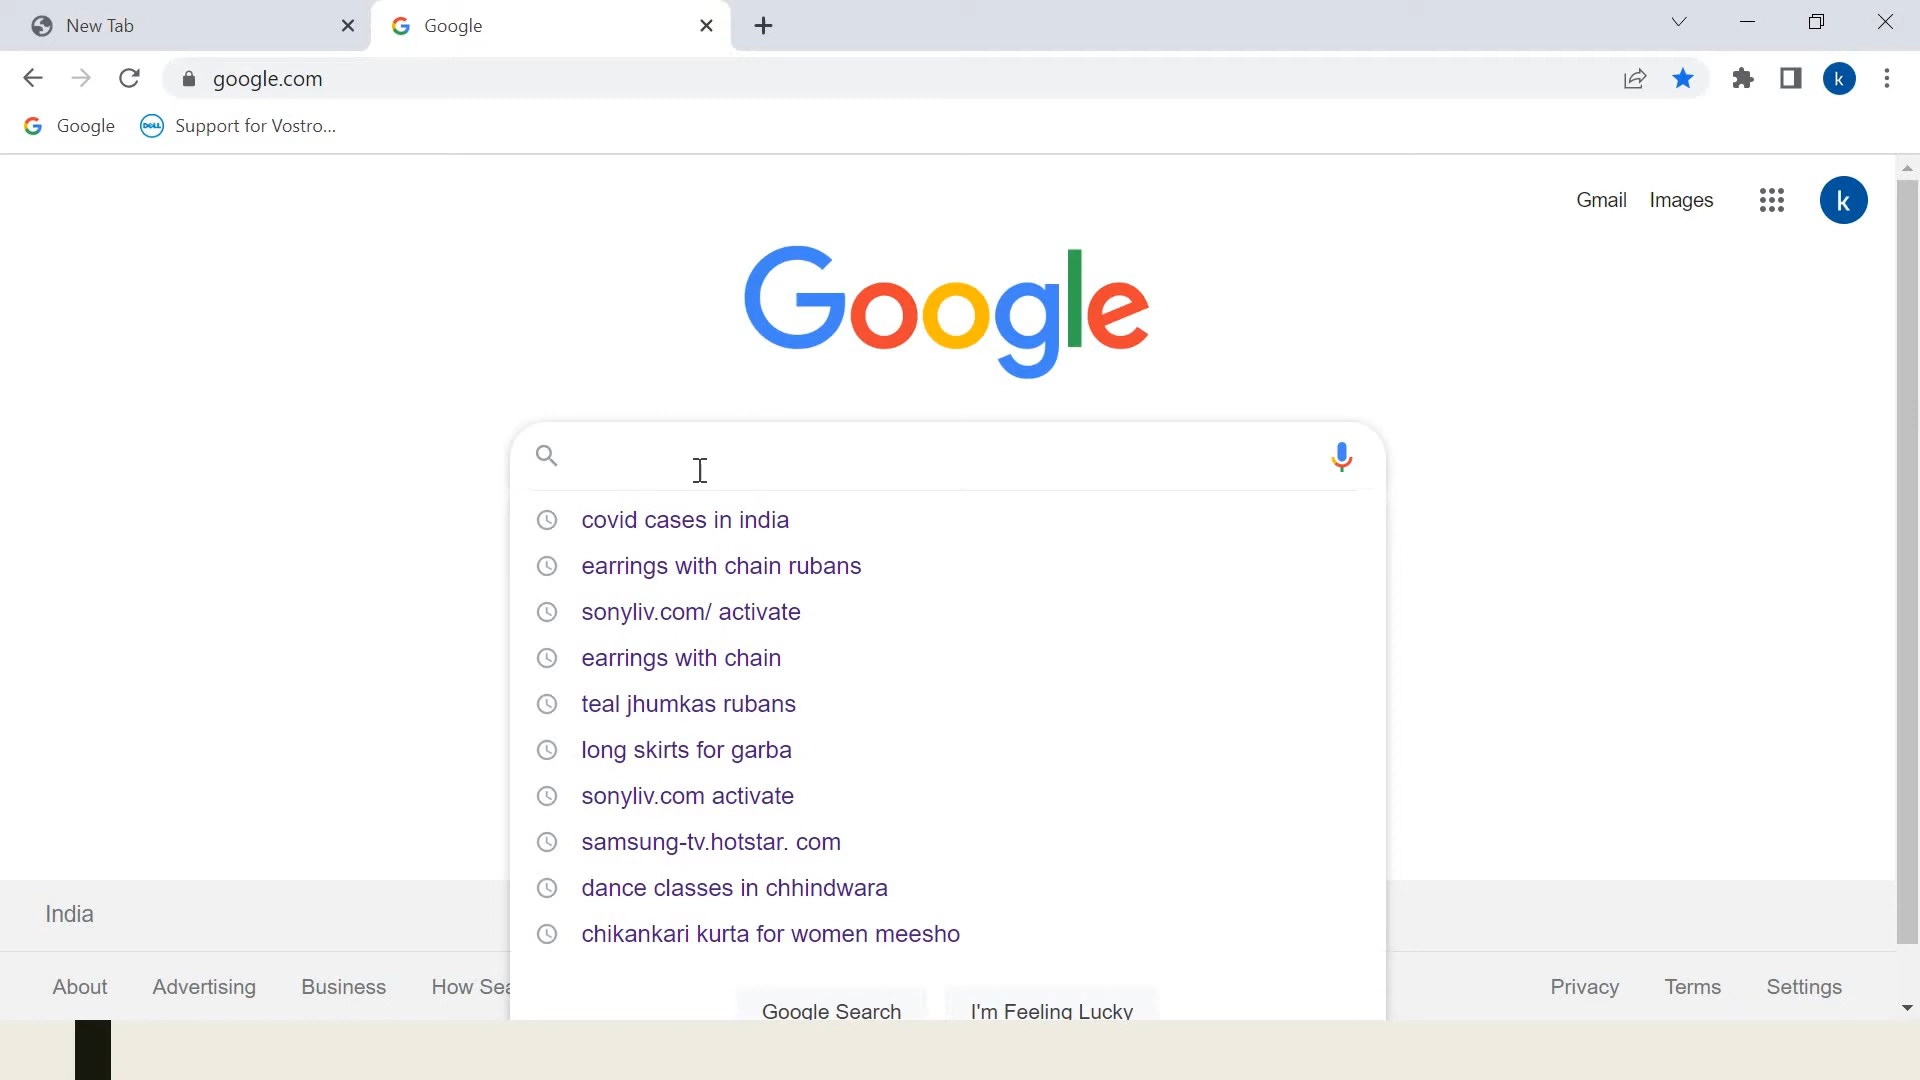 New Tab
Google
google.com
k
Google
DELL
Support for Vostro...
Gmail
Images
k
Google
covid cases in india
earrings with chain rubans
sonyliv.com/ activate
earrings with chain
teal jhumkas rubans
long skirts for garba
sonyliv.com activate
samsung-tv.hotstar. com
dance classes in chhindwara
chikankari kurta for women meesho
Google Search
I'm Feeling Lucky
India
About
Advertising
Business
How Sea
Privacy
Terms
Settings